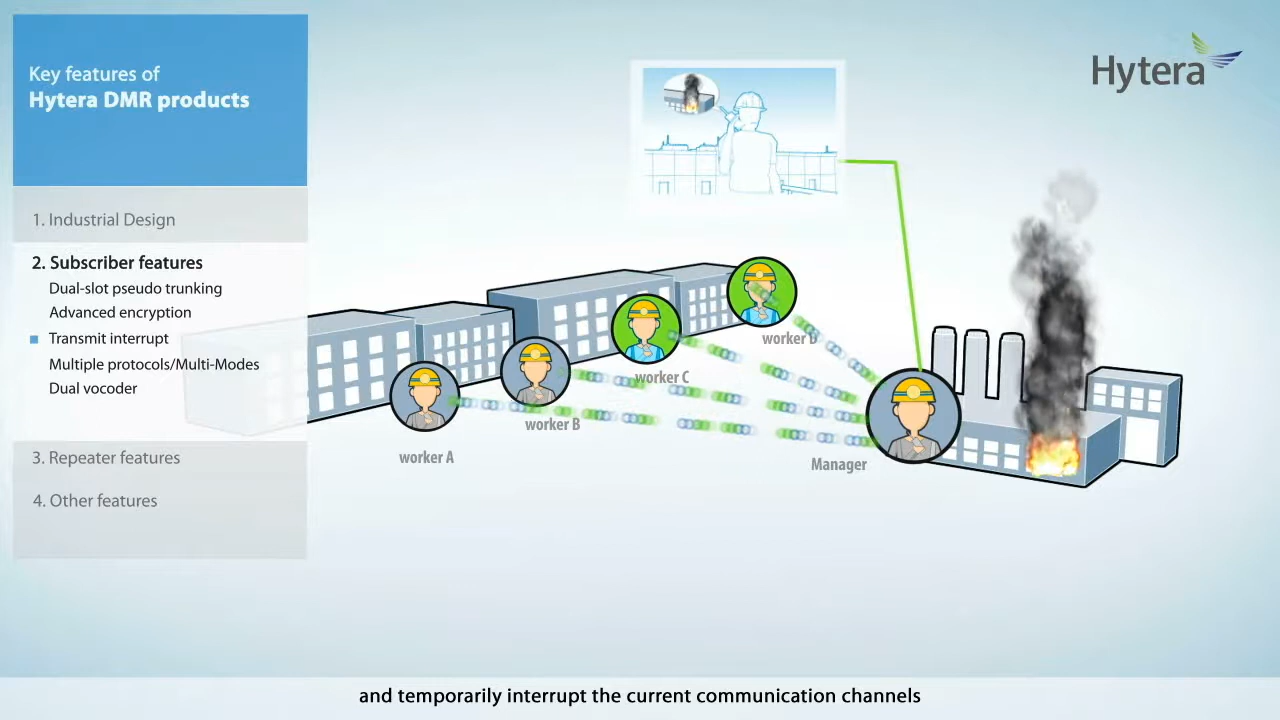 Key features of
Hytera DMR products
Hytera
1. Industrial Design
2. Subscriber features
Dual-slot pseudo trunking
Advanced encryption
Transmit interrupt
Multiple protocols/Multi-Modes
Dual vocoder
3. Repeater features
4. Other features
worker D
worker C
worker B
worker A
Manager
and temporarily interrupt the current communication channels